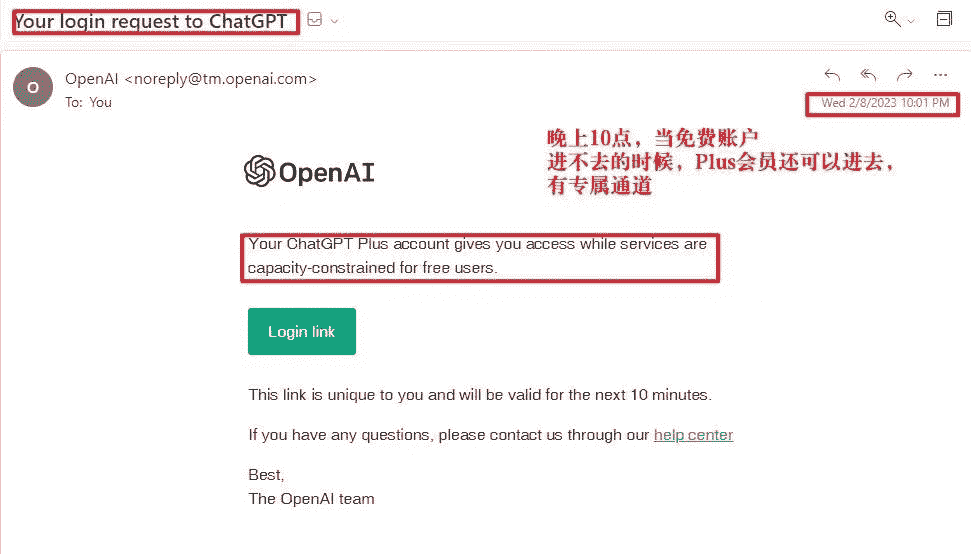 Your login request to ChatGPT
O
OpenAI <noreply@tm.openai.com>
To: You
Wed 2/8/2023 10:01 PM
晚上10点，当免费账户
进不去的时候，Plus会员还可以进去，
有专属通道
OpenAI
Your ChatGPT Plus account gives you access while services are
capacity-constrained for free users.
Login link
This link is unique to you and will be valid for the next 10 minutes.
If you have any questions, please contact us through our help center
Best,
The OpenAI team